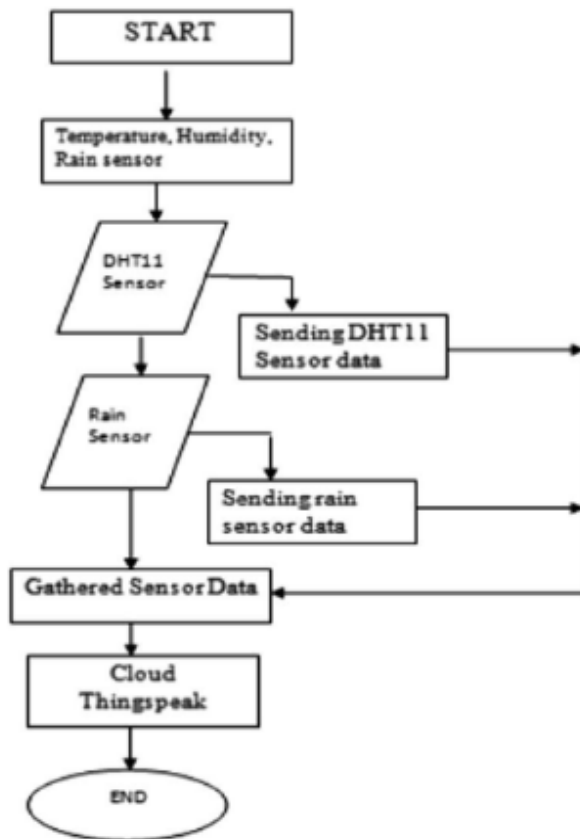 START
Temperature, Humidity,
Rain sensor
DHT11
Sensor
Sending DHT11
Sensor data
Rain
Sensor
Sending rain
sensor data
Gathered Sensor Data
Cloud
Thingspeak
END